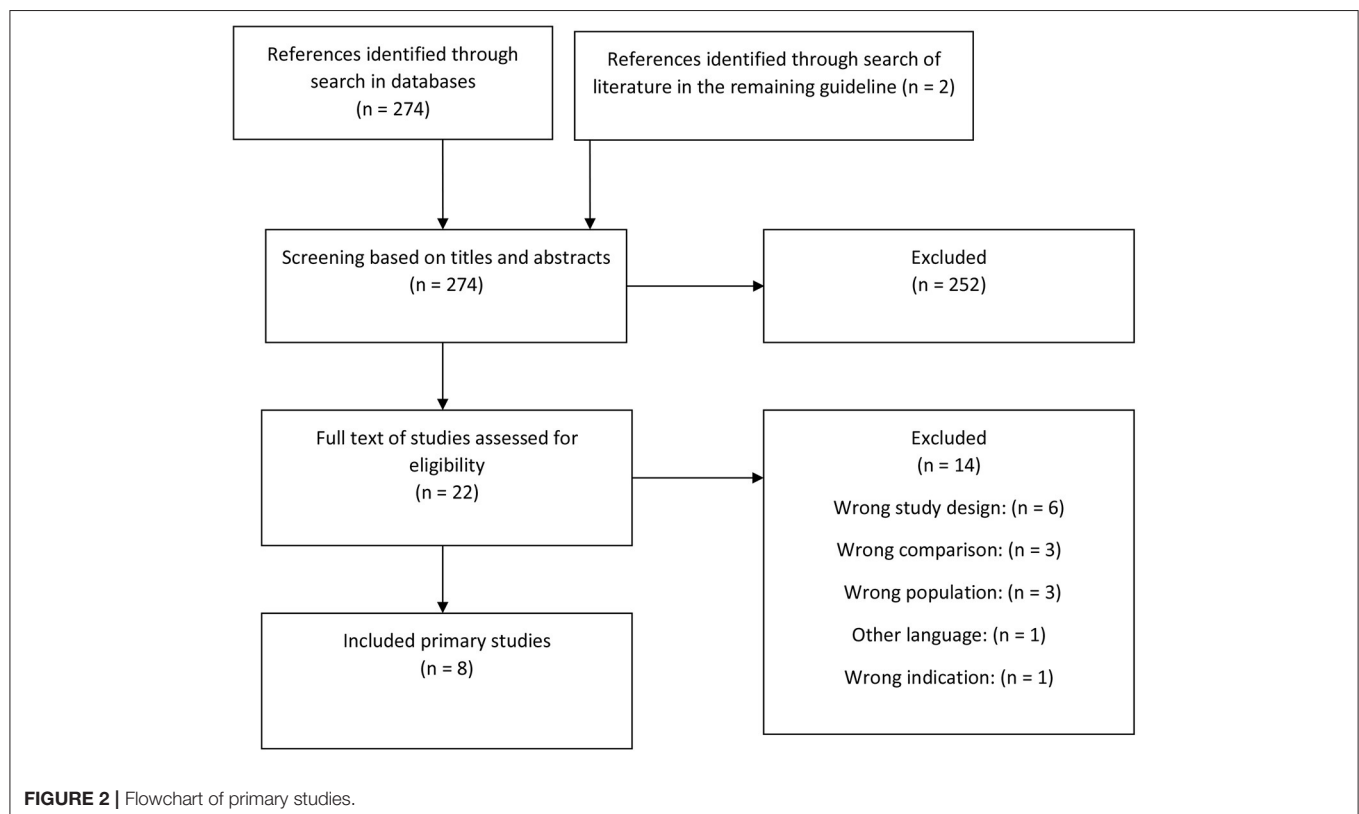 References identified through
search in databases
(n = 274)
References identified through search of
literature in the remaining guideline (n = 2)
Screening based on titles and abstracts
(n = 274)
Excluded
(n = 252)
Full text of studies assessed for
eligibility
(n = 22)
Excluded
(n = 14)
Wrong study design: (n = 6)
Wrong comparison: (n = 3)
Wrong population: (n = 3)
Other language: (n = 1)
Wrong indication: (n = 1)
Included primary studies
(n = 8)
FIGURE 2 | Flowchart of primary studies.